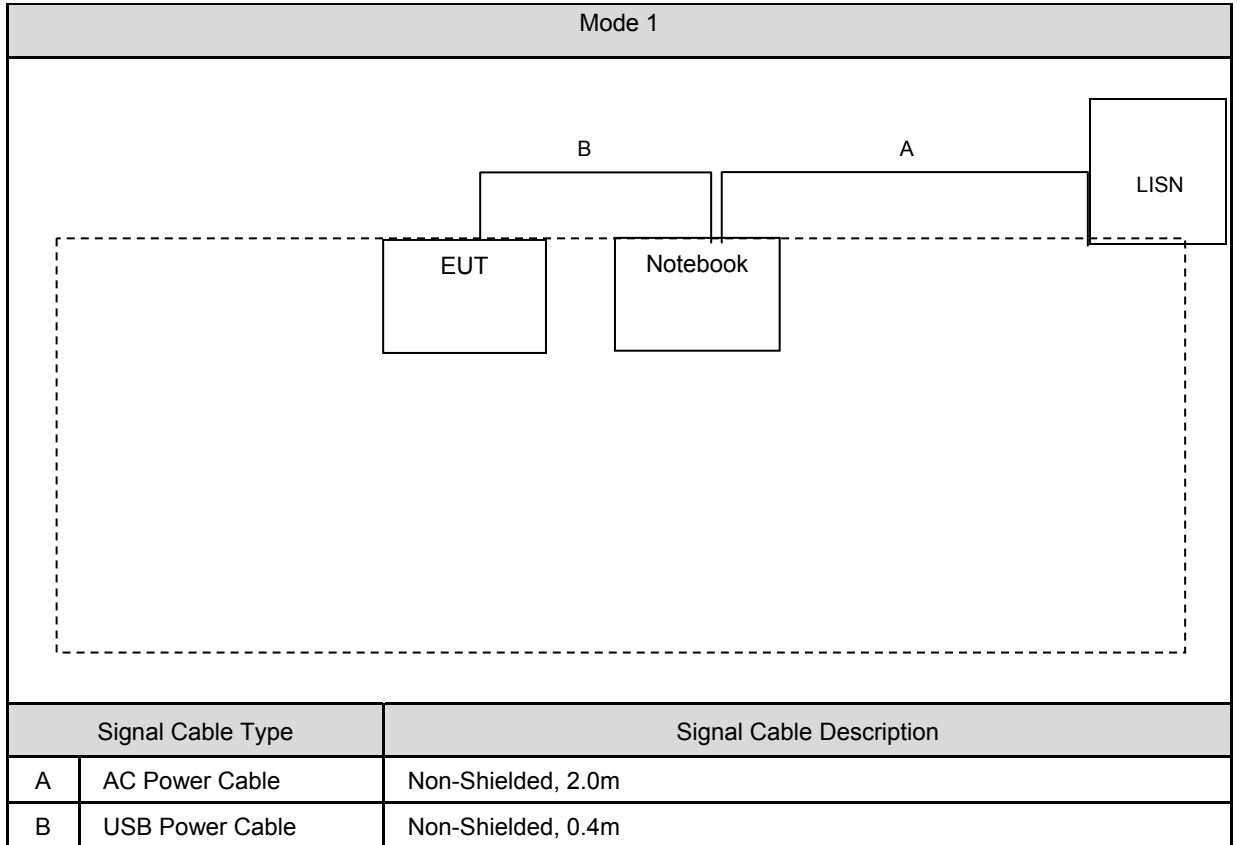 Mode 1
B
A
LISN
EUT
Notebook
Signal Cable Type
Signal Cable Description
A
AC Power Cable
Non-Shielded, 2.0m
B
USB Power Cable
Non-Shielded, 0.4m